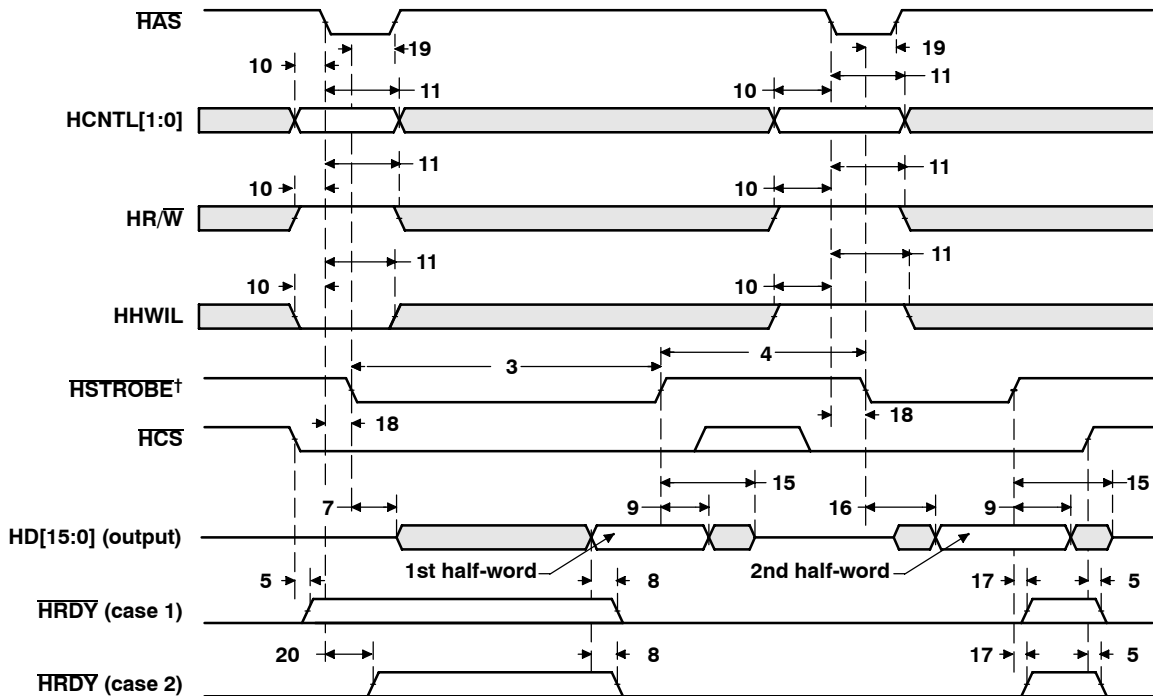 HAS
19
19
10
11
11
10
HCNTL[1:0]
11
11
10
10
HR/W
11
11
10
10
HHWIL
3
4
HSTROBE†
18
18
HCS
15
15
7
9
16
9
HD[15:0] (output)
1st half-word
2nd half-word
5
8
17
5
HRDY (case 1)
20
8
17
5
HRDY (case 2)